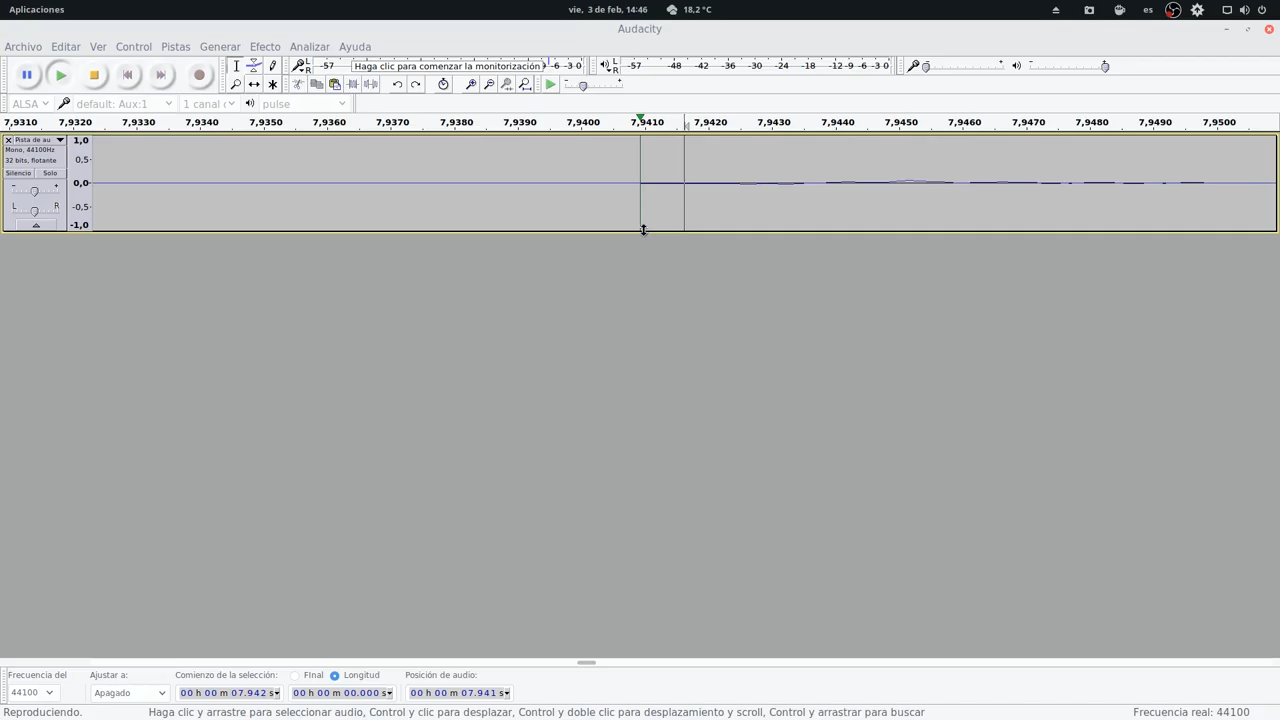 Aplicaciones
vie, 3 de feb, 14:46
18,2 °C
es
Audacity
Archivo Editar Ver Control Pistas Generar Efecto Analizar Ayuda
L R -57 Haga clic para comenzar la monitorización -6 -3 0
L R -57 -48 -42 -36 -30 -24 -18 -12 -9 -6 -3 0
ALSA default: Aux:1 1 canal pulse
7,9310 7,9320 7,9330 7,9340 7,9350 7,9360 7,9370 7,9380 7,9390 7,9400 7,9410 7,9420 7,9430 7,9440 7,9450 7,9460 7,9470 7,9480 7,9490 7,9500
Pista de au
Mono, 44100Hz
32 bits, flotante
Silencio Solo
- +
L R
1,0
0,5-
0,0-
-0,5-
-1,0
Frecuencia del Ajustar a: Comienzo de la selección: FInal Longitud Posición de audio:
44100 Apagado 00 h 00 m 07.942 s 00 h 00 m 00.000 s 00 h 00 m 07.941 s
Reproduciendo. Haga clic y arrastre para seleccionar audio, Control y clic para desplazar, Control y doble clic para desplazamiento y scroll, Control y arrastrar para buscar Frecuencia real: 44100